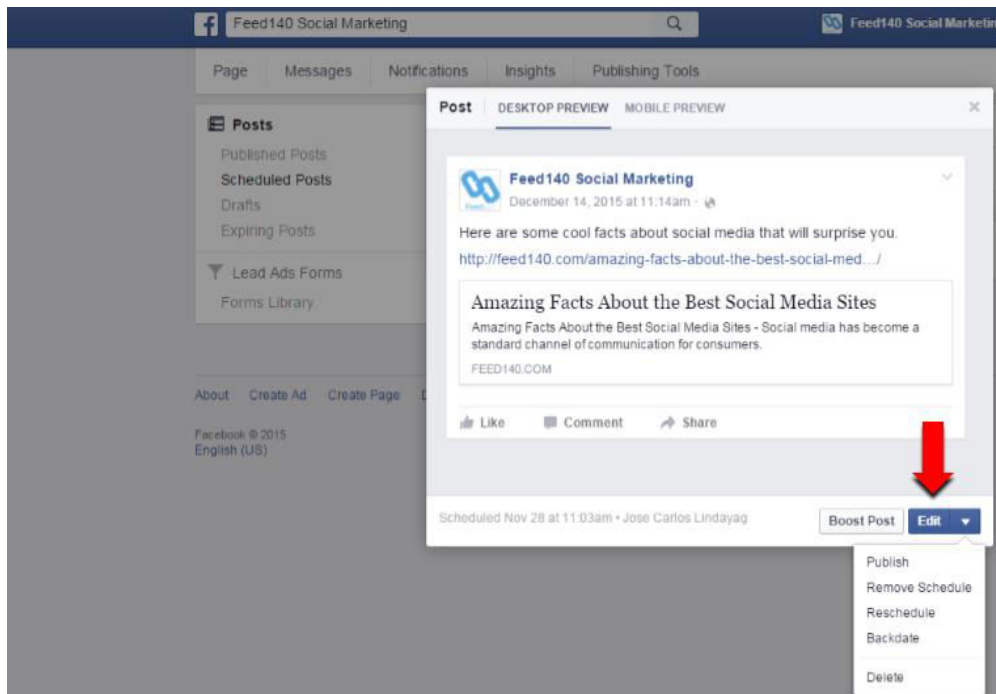 Feed140 Social Marketing
Feed140 Social Marketin
Page Messages Notifications Insights Publishing Tools
Posts
Published Posts
Scheduled Posts
Drafts
Expiring Posts
Lead Ads Forms
Forms Library
About Create Ad Create Page
Facebook © 2015
English (US)
Post DESKTOP PREVIEW MOBILE PREVIEW
Feed140 Social Marketing
December 14, 2015 at 11:14am ·
Here are some cool facts about social media that will surprise you.
http://feed140.com/amazing-facts-about-the-best-social-med…/
Amazing Facts About the Best Social Media Sites
Amazing Facts About the Best Social Media Sites - Social media has become a
standard channel of communication for consumers.
FEED140.COM
Like Comment Share
Scheduled Nov 28 at 11:03am • Jose Carlos Lindayag
Boost Post Edit
Publish
Remove Schedule
Reschedule
Backdate
Delete